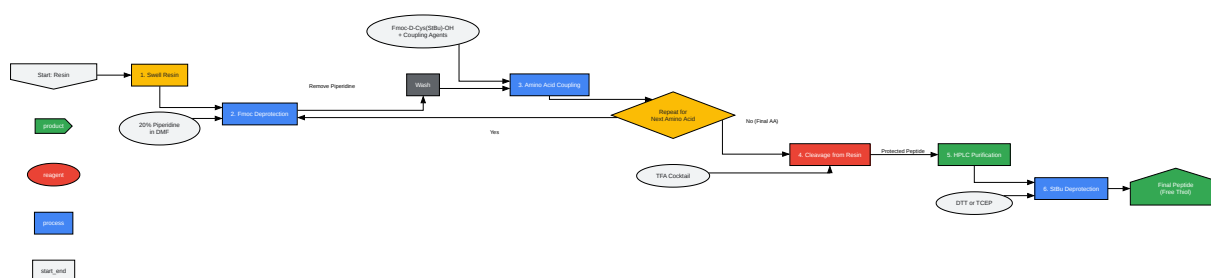 Fmoc-D-Cys(StBu)-OH
+ Coupling Agents
Start: Resin
1. Swell Resin
Remove Piperidine
Wash
3. Amino Acid Coupling
2. Fmoc Deprotection
Repeat for
Next Amino Acid
product
20% Piperidine
in DMF
Yes
No (Final AA)
4. Cleavage from Resin
Protected Peptide
5. HPLC Purification
reagent
TFA Cocktail
6. StBu Deprotection
Final Peptide
(Free Thiol)
DTT or TCEP
process
start_end